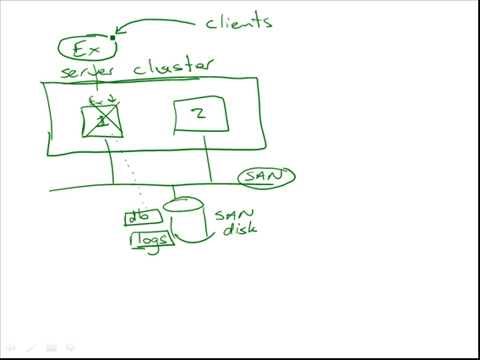 clients
Ex
server cluster
Ex
1
2
SAN
db
logs
SAN
disk